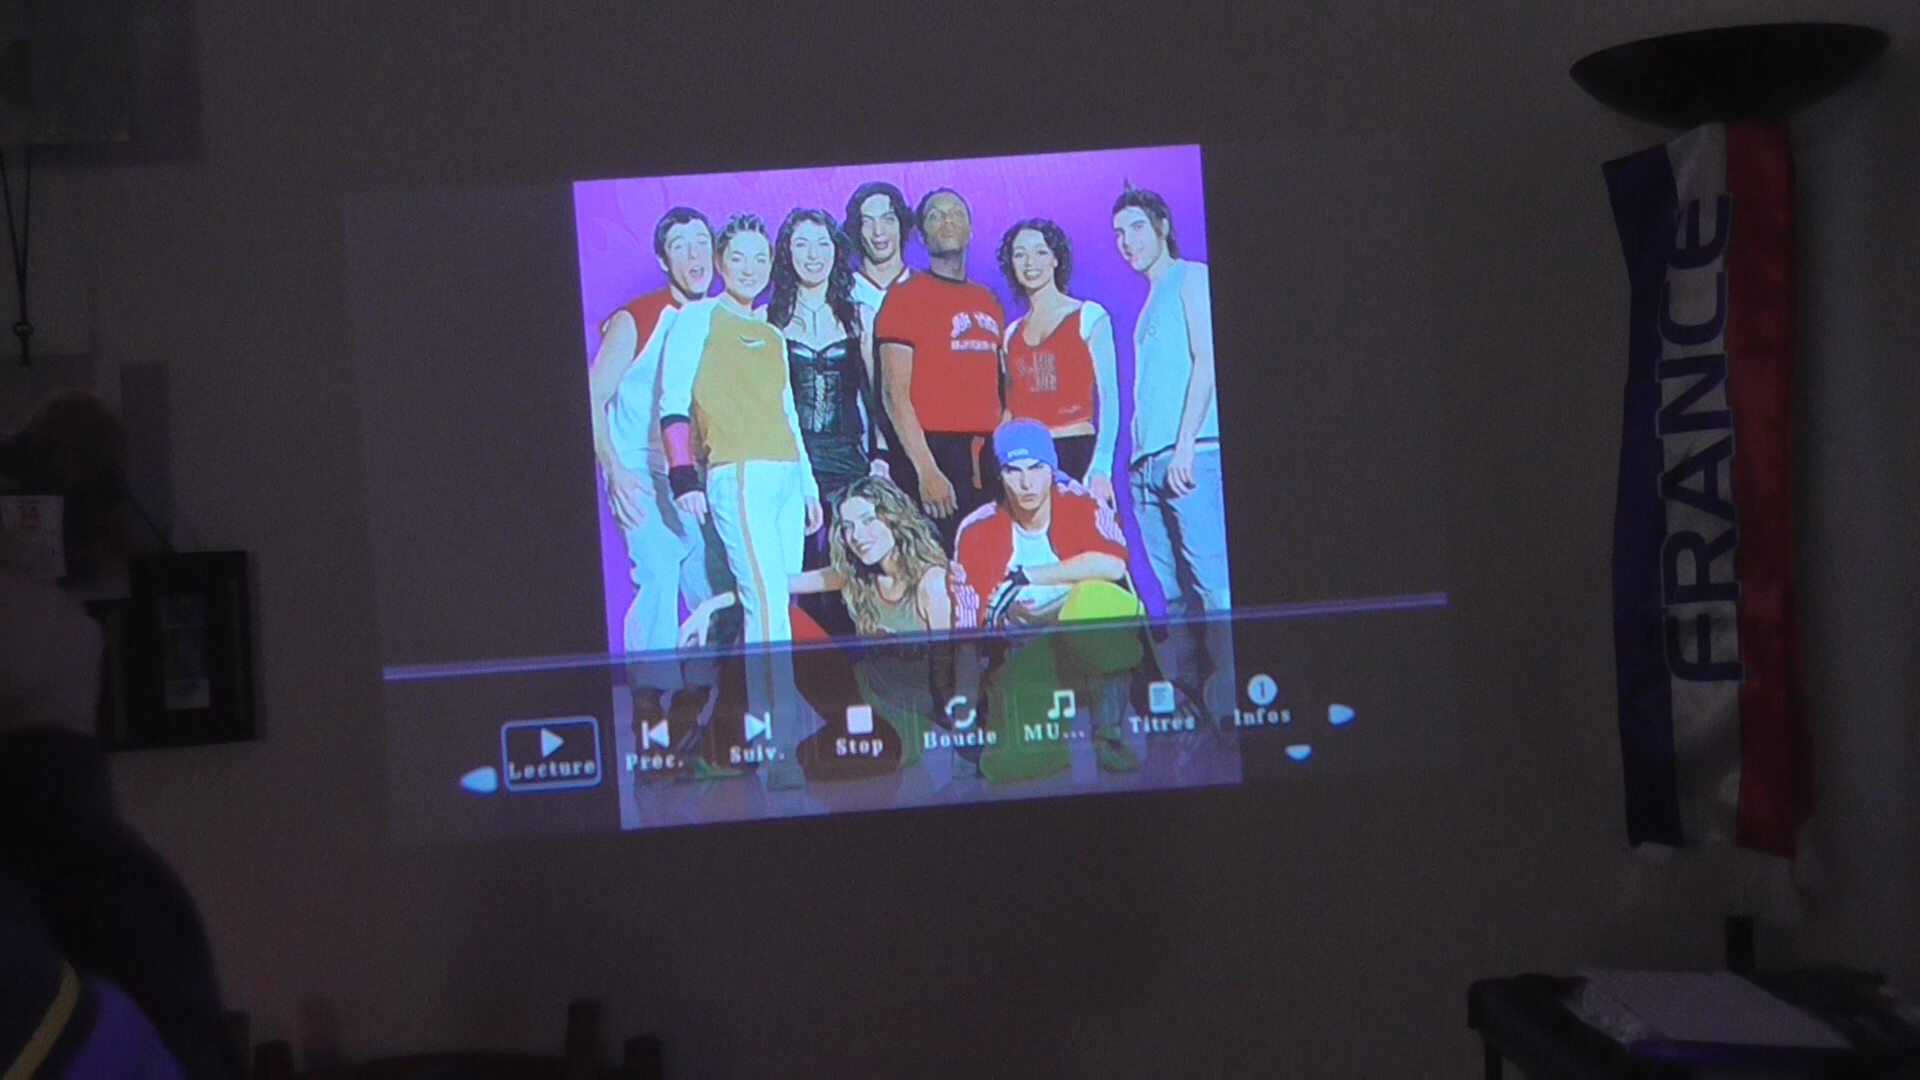 Lecture
Préc.
Suiv.
Stop
Boucle
MU...
Titres
Infos
FRANCE